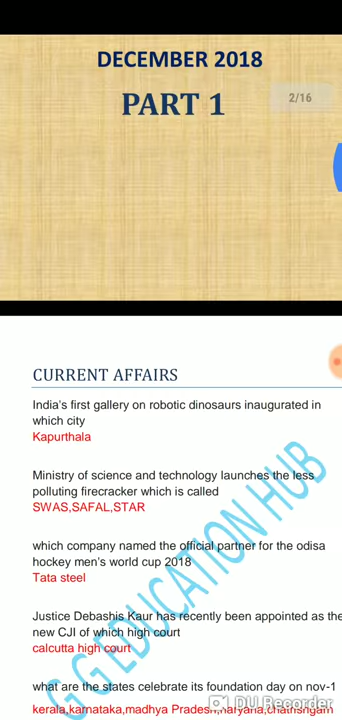 DECEMBER 2018
PART 1
2/16
CURRENT AFFAIRS
India's first gallery on robotic dinosaurs inaugurated in
which city
Kapurthala
Ministry of science and technology launches the less
polluting firecracker which is called
SWAS,SAFAL,STAR
which company named the official partner for the odisa
hockey men's world cup 2018
Tata steel
Justice Debashis Kaur has recently been appointed as the
new CJI of which high court
calcutta high court
what are the states celebrate its foundation day on nov-1
kerala,karnataka,madhya Pradesh,haryana,chattisgam
G G EDUCATION HUB
DU Recorder